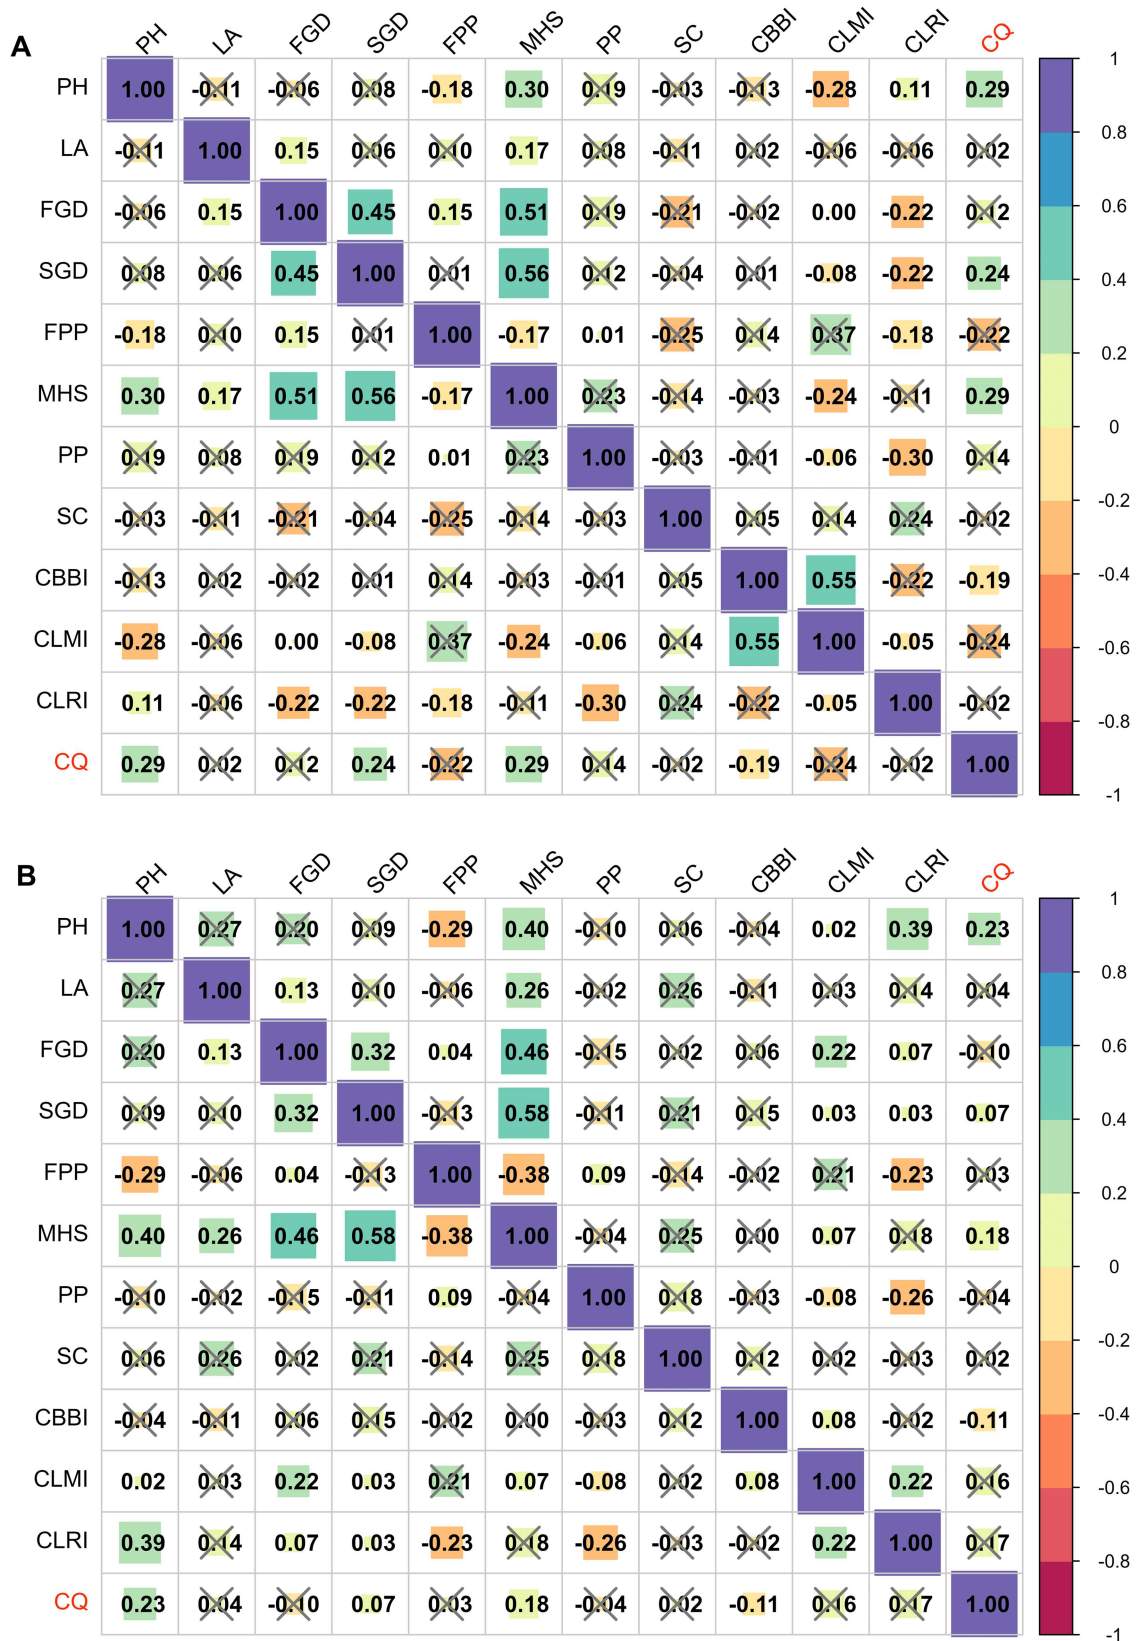 A
PH LA FGD SGD FPP MHS PP SC CBBI CLMI CLRI CQ
PH 1.00 -0.11 -0.06 0.08 -0.18 0.30 0.19 -0.03 -0.13 -0.28 0.11 0.29
LA -0.11 1.00 0.15 0.06 0.10 0.17 0.08 -0.11 0.02 -0.06 -0.06 0.02
FGD -0.06 0.15 1.00 0.45 0.15 0.51 0.19 -0.21 -0.02 0.00 -0.22 0.12
SGD 0.08 0.06 0.45 1.00 0.01 0.56 0.12 -0.04 0.01 -0.08 -0.22 0.24
FPP -0.18 0.10 0.15 0.01 1.00 -0.17 0.01 -0.25 0.14 0.37 -0.18 -0.22
MHS 0.30 0.17 0.51 0.56 -0.17 1.00 0.23 -0.14 -0.03 -0.24 -0.11 0.29
PP 0.19 0.08 0.19 0.12 0.01 0.23 1.00 -0.03 -0.01 -0.06 -0.30 0.14
SC -0.03 -0.11 -0.21 -0.04 -0.25 -0.14 -0.03 1.00 0.05 0.14 0.24 -0.02
CBBI -0.13 0.02 -0.02 0.01 0.14 -0.03 -0.01 0.05 1.00 0.55 -0.22 -0.19
CLMI -0.28 -0.06 0.00 -0.08 0.37 -0.24 -0.06 0.14 0.55 1.00 -0.05 -0.24
CLRI 0.11 -0.06 -0.22 -0.22 -0.18 -0.11 -0.30 0.24 -0.22 -0.05 1.00 -0.02
CQ 0.29 0.02 0.12 0.24 -0.22 0.29 0.14 -0.02 -0.19 -0.24 -0.02 1.00
1
0.8
0.6
0.4
0.2
0
-0.2
-0.4
-0.6
-0.8
-1
B
PH LA FGD SGD FPP MHS PP SC CBBI CLMI CLRI CQ
PH 1.00 0.27 0.20 0.09 -0.29 0.40 -0.10 0.06 -0.04 0.02 0.39 0.23
LA 0.27 1.00 0.13 0.10 -0.06 0.26 -0.02 0.26 -0.11 0.03 0.14 0.04
FGD 0.20 0.13 1.00 0.32 0.04 0.46 -0.15 0.02 0.06 0.22 0.07 -0.10
SGD 0.09 0.10 0.32 1.00 -0.13 0.58 -0.11 0.21 0.15 0.03 0.03 0.07
FPP -0.29 -0.06 0.04 -0.13 1.00 -0.38 0.09 -0.14 -0.02 0.21 -0.23 0.03
MHS 0.40 0.26 0.46 0.58 -0.38 1.00 -0.04 0.25 0.00 0.07 0.18 0.18
PP -0.10 -0.02 -0.15 -0.11 0.09 -0.04 1.00 0.18 -0.03 -0.08 -0.26 -0.04
SC 0.06 0.26 0.02 0.21 -0.14 0.25 0.18 1.00 0.12 0.02 -0.03 0.02
CBBI -0.04 -0.11 0.06 0.15 -0.02 0.00 -0.03 0.12 1.00 0.08 -0.02 -0.11
CLMI 0.02 0.03 0.22 0.03 0.21 0.07 -0.08 0.02 0.08 1.00 0.22 0.16
CLRI 0.39 0.14 0.07 0.03 -0.23 0.18 -0.26 -0.03 -0.02 0.22 1.00 0.17
CQ 0.23 0.04 -0.10 0.07 0.03 0.18 -0.04 0.02 -0.11 0.16 0.17 1.00
1
0.8
0.6
0.4
0.2
0
-0.2
-0.4
-0.6
-0.8
-1